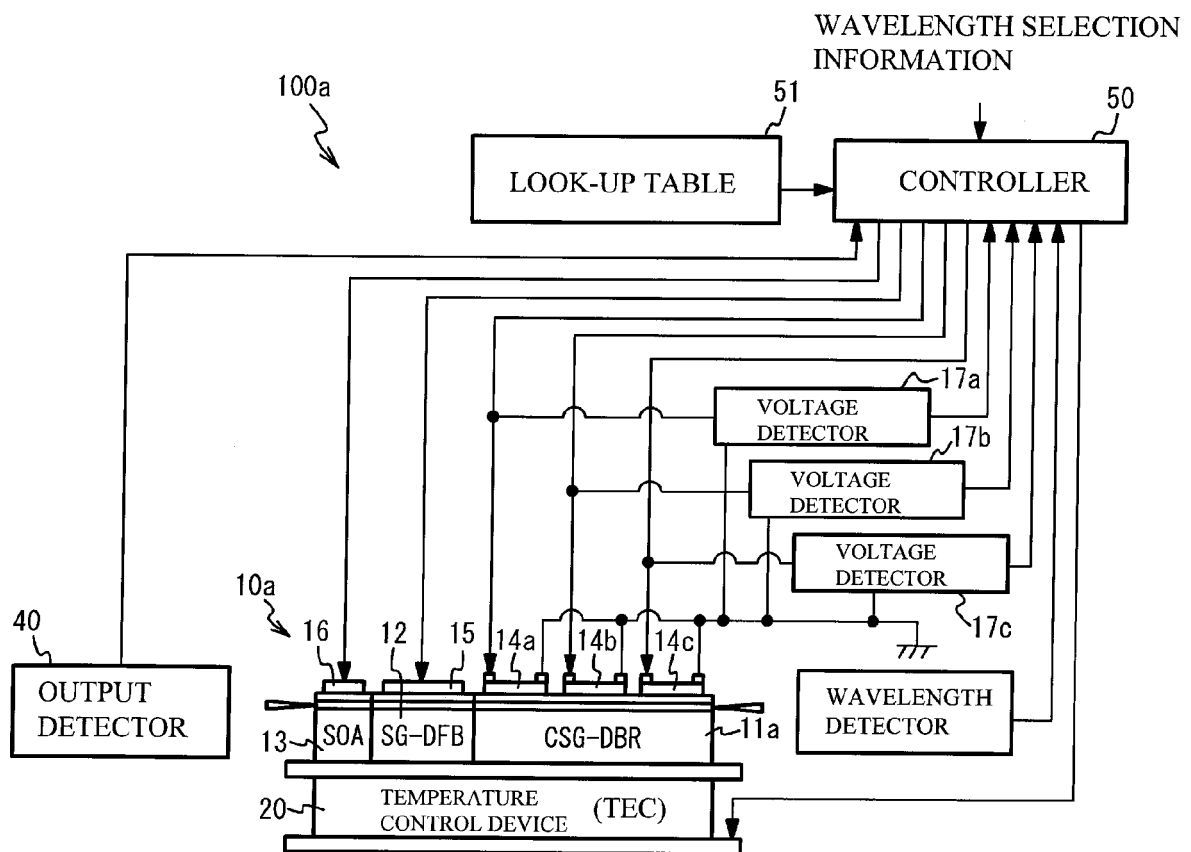 WAVELENGTH SELECTION
INFORMATION
100a
51
50
LOOK-UP TABLE
CONTROLLER
17a
VOLTAGE
DETECTOR
17b
VOLTAGE
DETECTOR
VOLTAGE
DETECTOR
17c
10a
40
16
12
15
14a
14b
14c
OUTPUT
DETECTOR
WAVELENGTH
DETECTOR
13
SOA
SG-DFB
CSG-DBR
11a
20
TEMPERATURE
CONTROL DEVICE
(TEC)